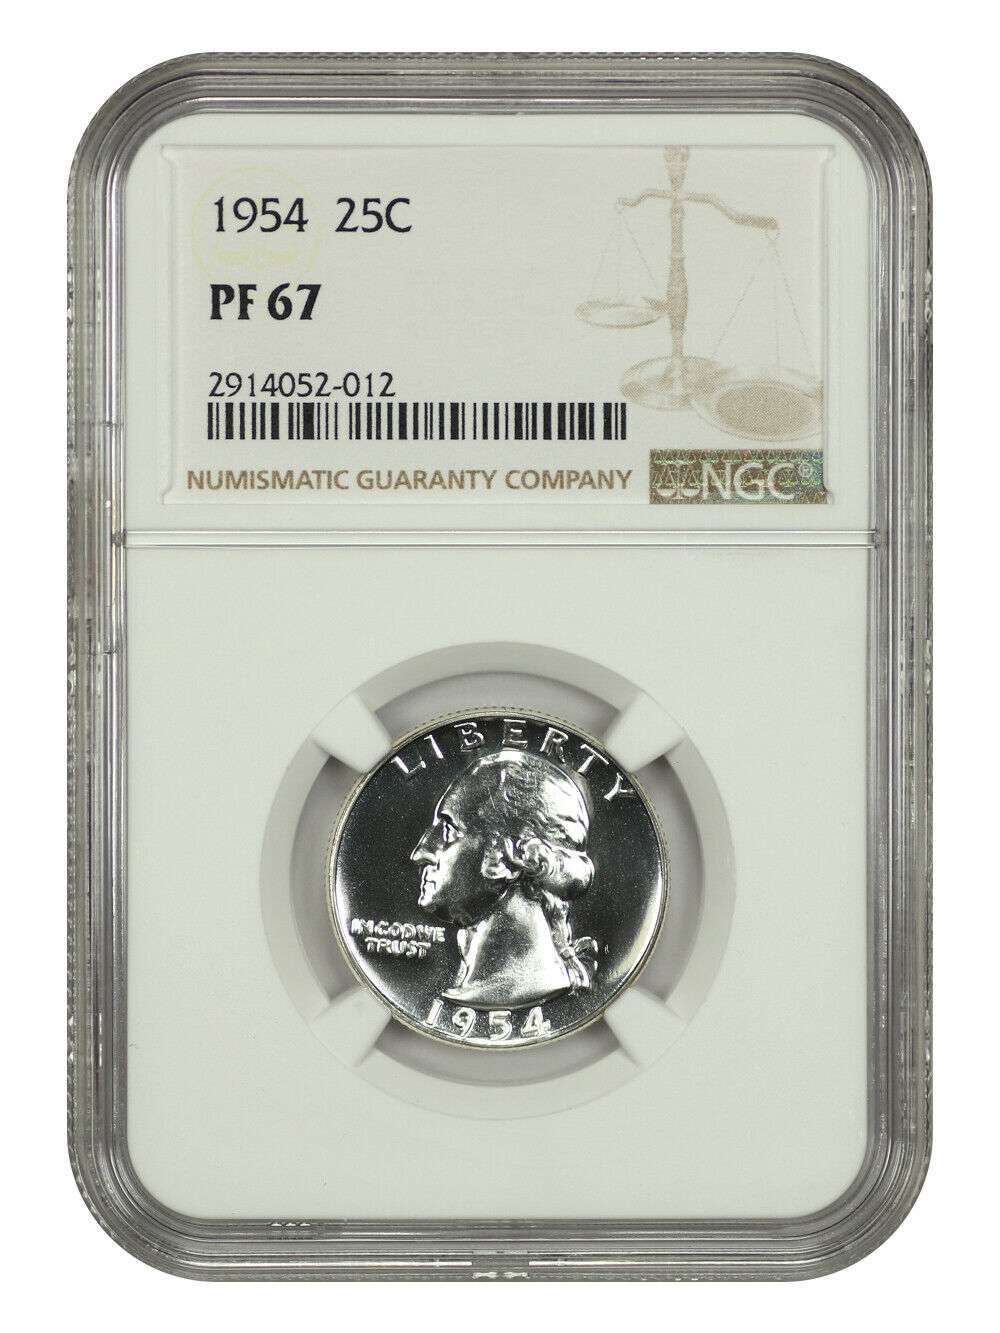 1954 25C
PF 67
2914052-012
NUMISMATIC GUARANTY COMPANY
NGC®
LIBERTY
IN GOD WE
TRUST
1954